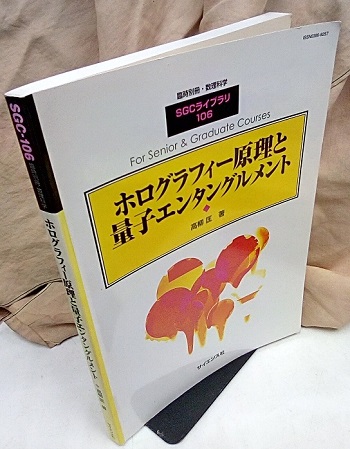 ISSN0386-8257
臨時別冊・数理科学
SGCライブラリ
106
For Senior & Graduate Courses
ホログラフィー原理と
量子エンタングルメント
高柳 匡 著
サイエンス社
SGC-106
ホログラフィー原理と量子エンタングルメント